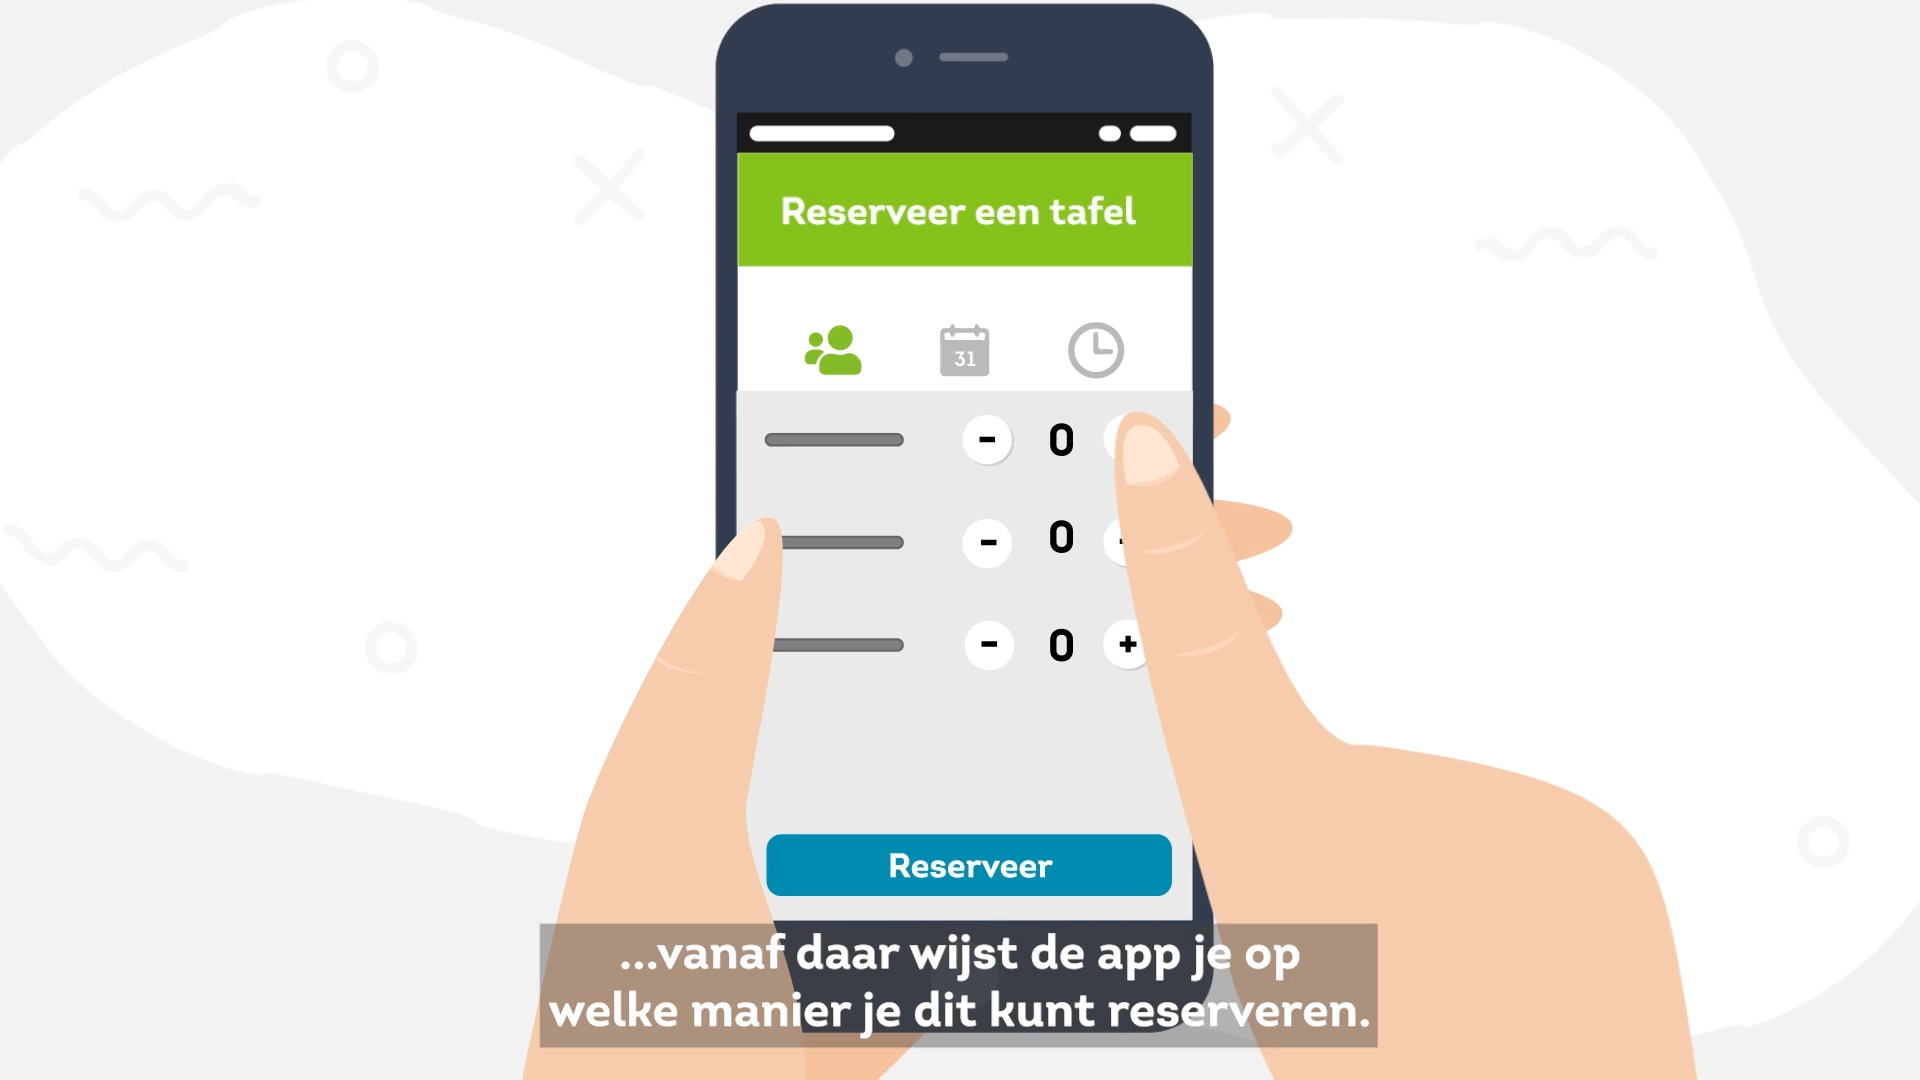 Reserveer een tafel
31
- 0
- 0
- 0 +
Reserveer
...vanaf daar wijst de app je op
welke manier je dit kunt reserveren.